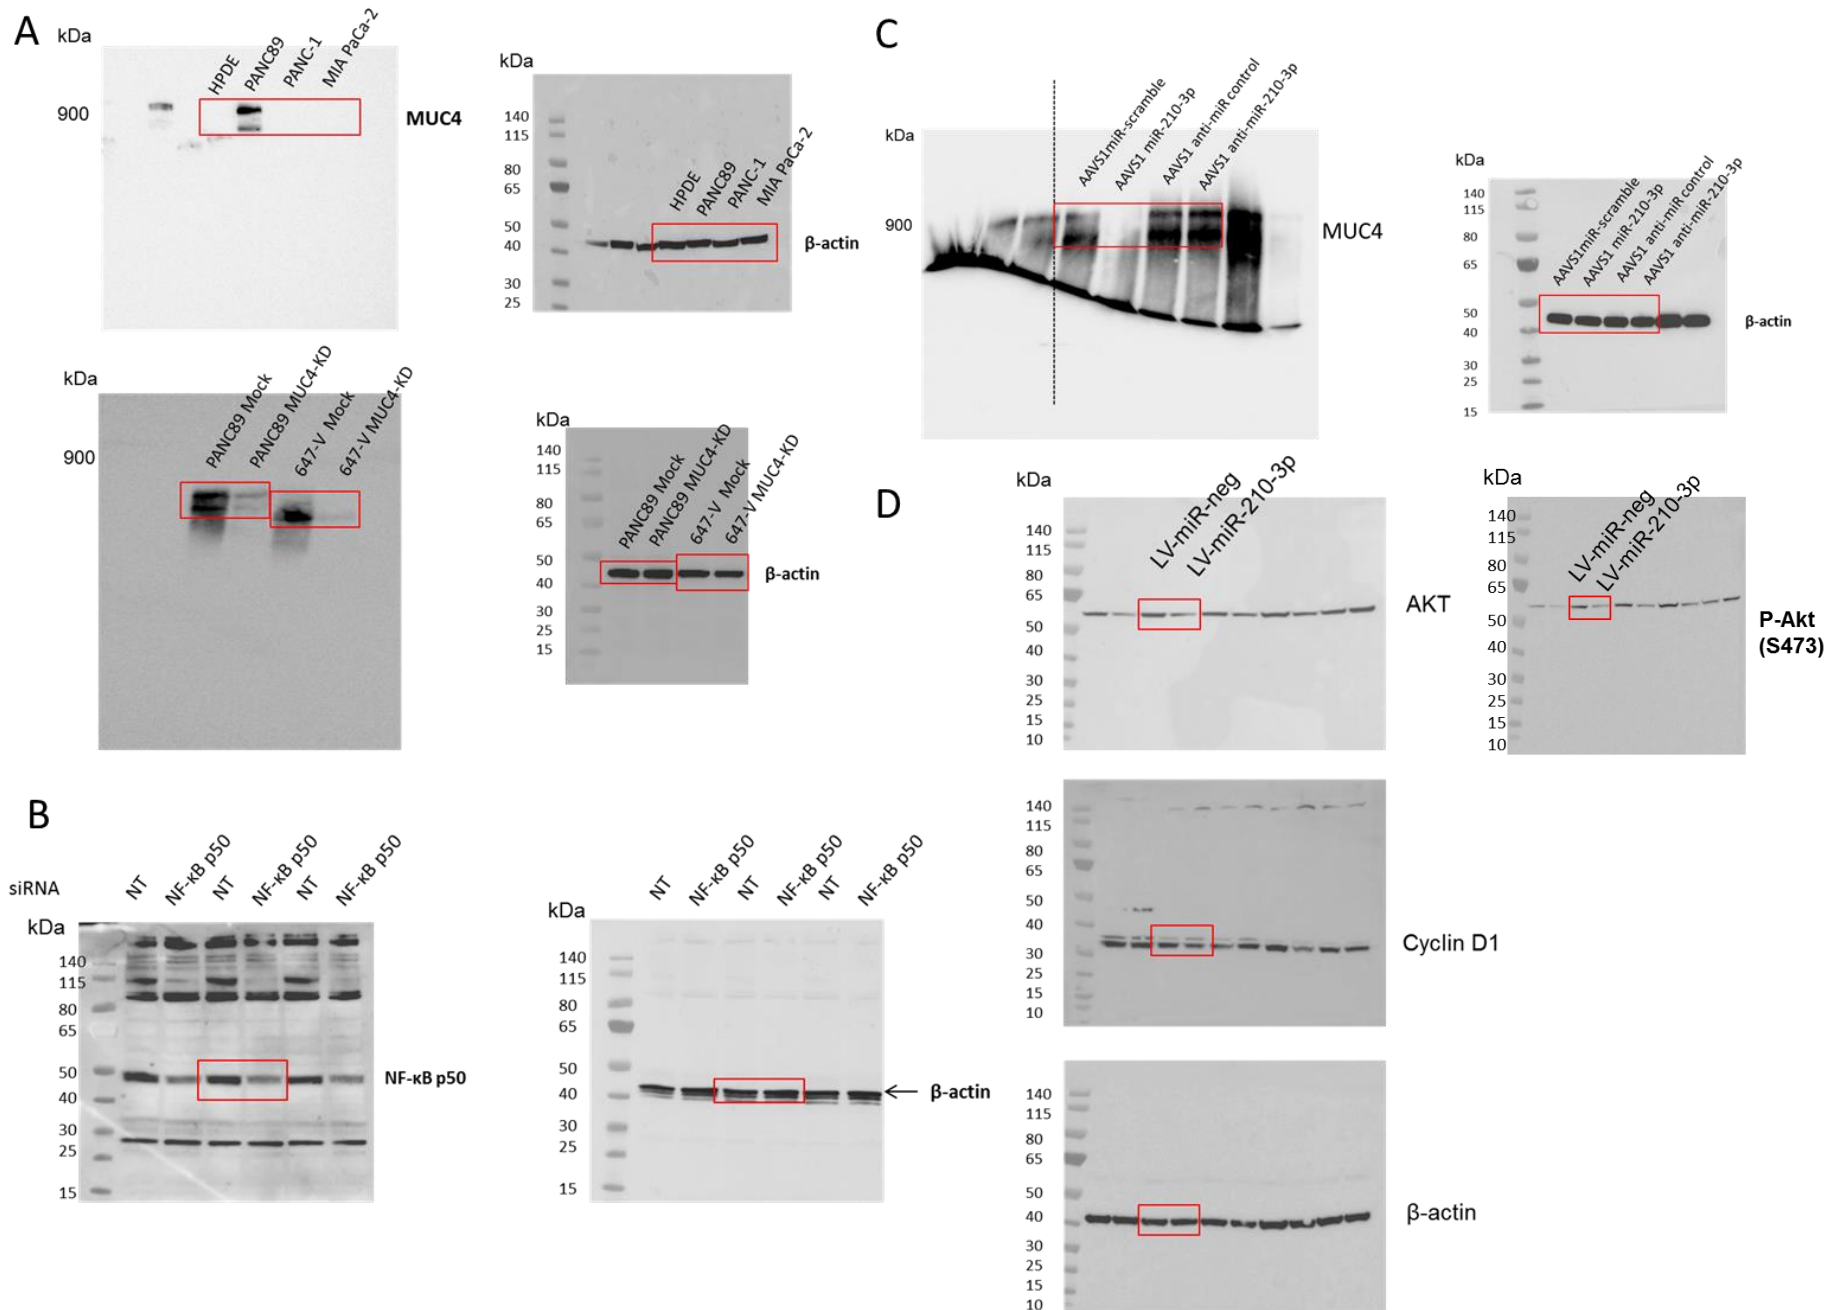 A
kDa
HPDE
PANC89
PANC-1
MIA PaCa-2
900
MUC4
kDa
140
115
80
65
50
40
30
25
HPDE
PANC89
PANC-1
MIA PaCa-2
β-actin
kDa
900
PANC89 Mock
PANC89 MUC4-KD
647-V Mock
647-V MUC4-KD
kDa
140
115
80
65
50
40
30
25
15
PANC89 Mock
PANC89 MUC4-KD
647-V Mock
647-V MUC4-KD
β-actin
B
siRNA
NT
NF-κB p50
NT
NF-κB p50
NT
NF-κB p50
kDa
140
115
80
65
50
40
30
25
15
NF-κB p50
NT
NF-κB p50
NT
NF-κB p50
NT
NF-κB p50
kDa
140
115
80
65
50
40
30
25
15
β-actin
C
kDa
900
AAVS1miR-scramble
AAVS1 miR-210-3p
AAVS1 anti-miR control
AAVS1 anti-miR-210-3p
MUC4
kDa
140
115
80
65
50
40
30
25
15
AAVS1miR-scramble
AAVS1 miR-210-3p
AAVS1 anti-miR control
AAVS1 anti-miR-210-3p
β-actin
D
kDa
140
115
80
65
50
40
30
25
15
10
LV-miR-neg
LV-miR-210-3p
AKT
kDa
140
115
80
65
50
40
30
25
15
10
LV-miR-neg
LV-miR-210-3p
P-Akt
(S473)
140
115
80
65
50
40
30
25
15
10
Cyclin D1
140
115
80
65
50
40
30
25
15
10
β-actin